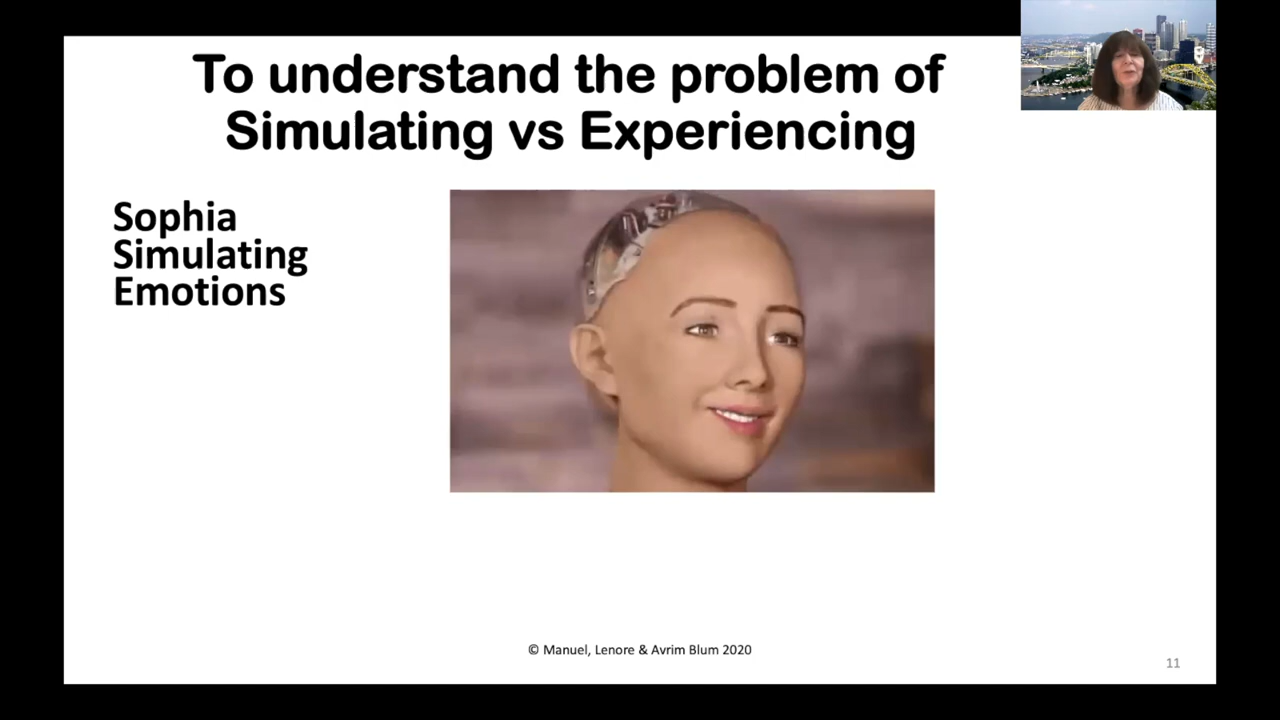 To understand the problem of
Simulating vs Experiencing
Sophia
Simulating
Emotions
© Manuel, Lenore & Avrim Blum 2020
11